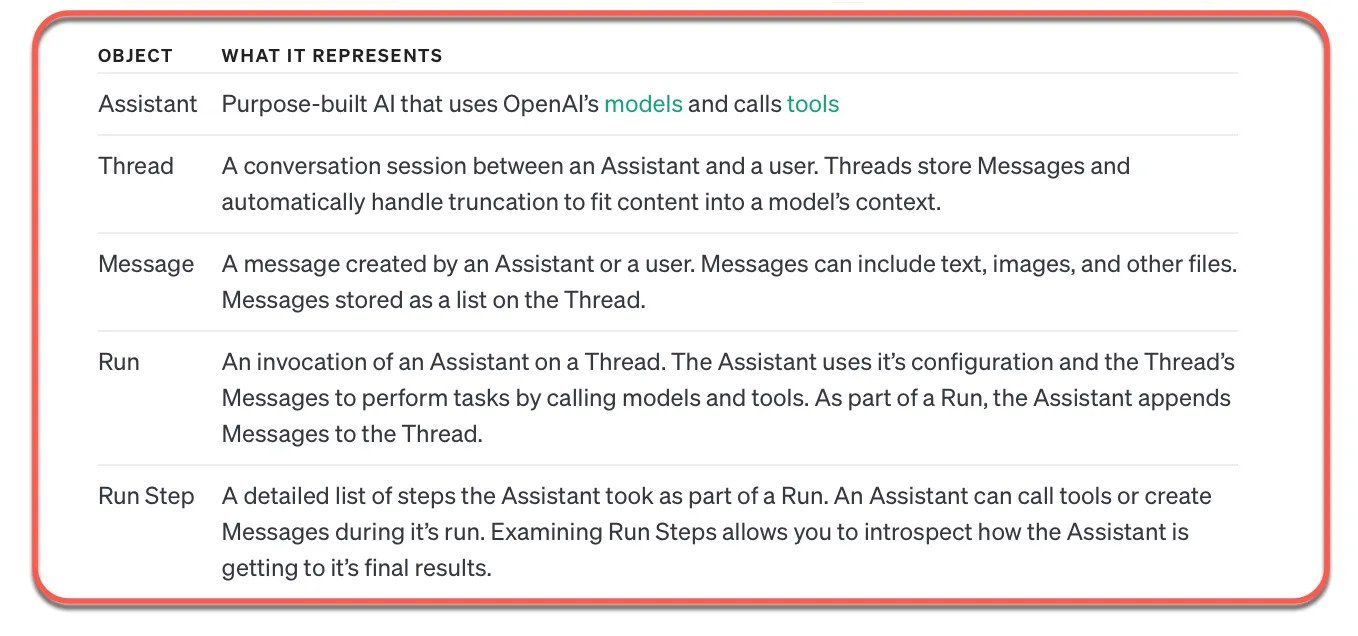 OBJECT WHAT IT REPRESENTS
Assistant Purpose-built AI that uses OpenAI’s models and calls tools
Thread A conversation session between an Assistant and a user. Threads store Messages and
automatically handle truncation to fit content into a model’s context.
Message A message created by an Assistant or a user. Messages can include text, images, and other files.
Messages stored as a list on the Thread.
Run An invocation of an Assistant on a Thread. The Assistant uses it’s configuration and the Thread’s
Messages to perform tasks by calling models and tools. As part of a Run, the Assistant appends
Messages to the Thread.
Run Step A detailed list of steps the Assistant took as part of a Run. An Assistant can call tools or create
Messages during it’s run. Examining Run Steps allows you to introspect how the Assistant is
getting to it’s final results.